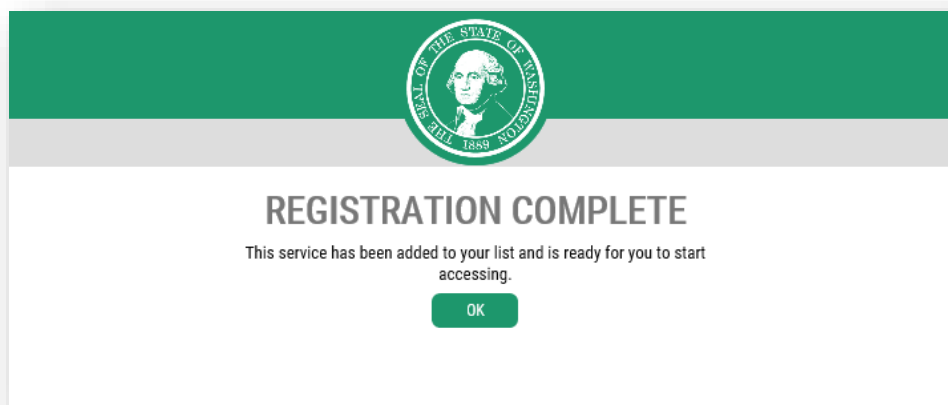 THE SEAL OF THE STATE OF WASHINGTON
1889
REGISTRATION COMPLETE
This service has been added to your list and is ready for you to start
accessing.
OK